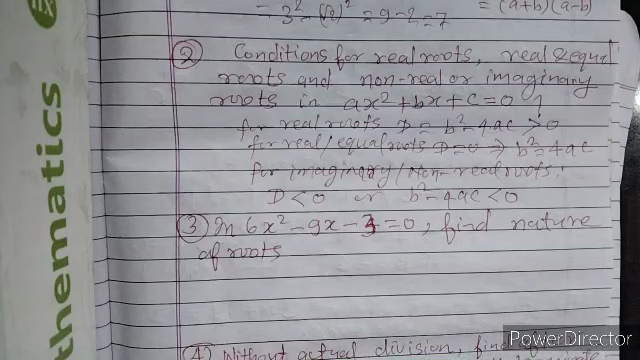 = 3² - (√2)² = 9-2=7
= (a+b)(a-b)
② Conditions for real roots, real & equal
roots and non-real or imaginary
roots in ax²+bx+c=0 ↑
for real roots D = b²-4ac >0
for real/equal roots D=0 ⇒ b²=4ac
for imaginary/Non-real roots:
D<0 or b²-4ac<0
③ In 6x²-9x-3=0, find nature
of roots
④ Without actual division, find
thematics
PowerDirector